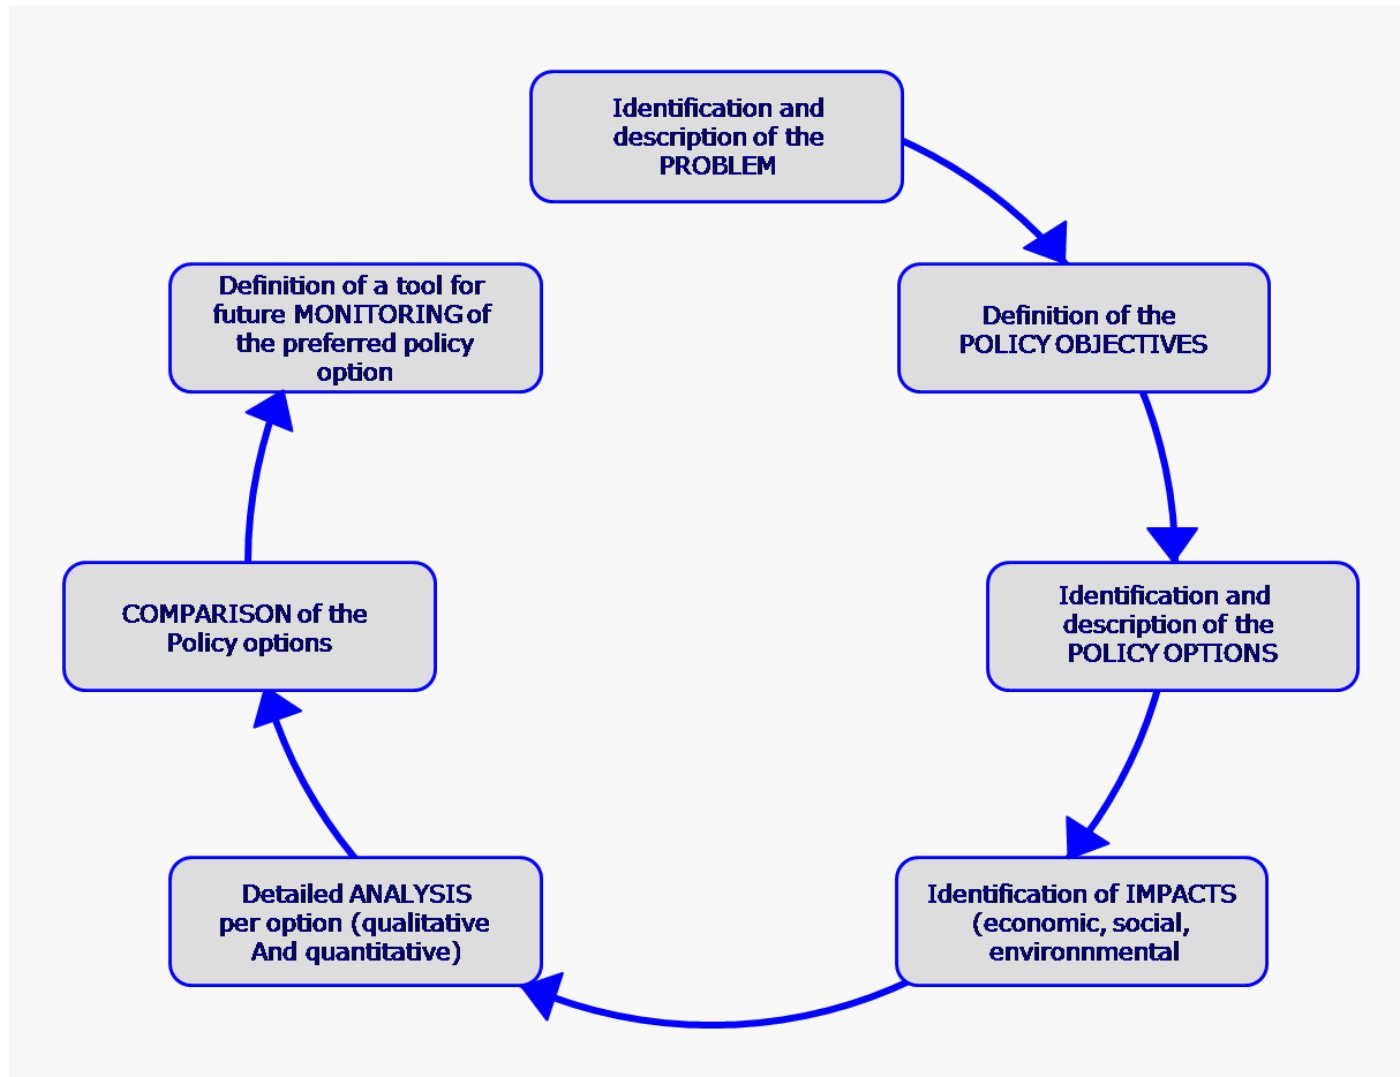 Identification and
description of the
PROBLEM
Definition of the
POLICY OBJECTIVES
Identification and
description of the
POLICY OPTIONS
Identification of IMPACTS
(economic, social,
environnmental
Detailed ANALYSIS
per option (qualitative
And quantitative)
COMPARISON of the
Policy options
Definition of a tool for
future MONITORING of
the preferred policy
option